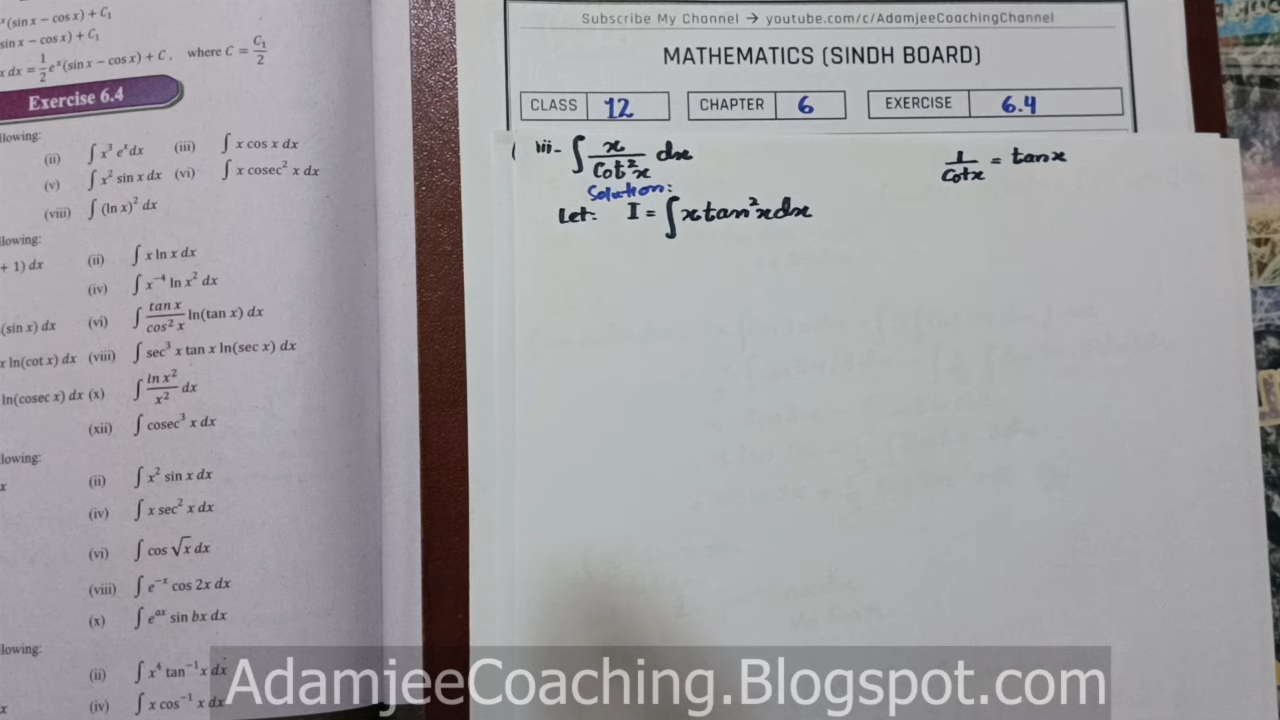 ˣ(sin x − cos x) + C₁
sin x − cos x) + C₁
x dx = 1/2 eˣ(sin x − cos x) + C, where C = C₁/2
Exercise 6.4
llowing:
(ii) ∫ x³ eˣ dx (iii) ∫ x cos x dx
(v) ∫ x² sin x dx (vi) ∫ x cosec² x dx
(viii) ∫ (ln x)² dx
llowing:
+ 1) dx (ii) ∫ x ln x dx
(iv) ∫ x⁻⁴ ln x² dx
(sin x) dx (vi) ∫ tan x/cos² x ln(tan x) dx
x ln(cot x) dx (viii) ∫ sec³ x tan x ln(sec x) dx
ln(cosec x) dx (x) ∫ ln x²/x² dx
(xii) ∫ cosec³ x dx
lowing:
x (ii) ∫ x² sin x dx
(iv) ∫ x sec² x dx
(vi) ∫ cos √x dx
(viii) ∫ e⁻ˣ cos 2x dx
(x) ∫ eᵃˣ sin bx dx
lowing:
(ii) ∫ x⁴ tan⁻¹ x dx
x (iv) ∫ x cos⁻¹ x dx
Subscribe My Channel → youtube.com/c/AdamjeeCoachingChannel
MATHEMATICS (SINDH BOARD)
CLASS 12 CHAPTER 6 EXERCISE 6.4
iii- ∫ x/Cot²x dx
1/Cotx = tanx
Solution:
Let: I = ∫ x tan²x dx
AdamjeeCoaching.Blogspot.com